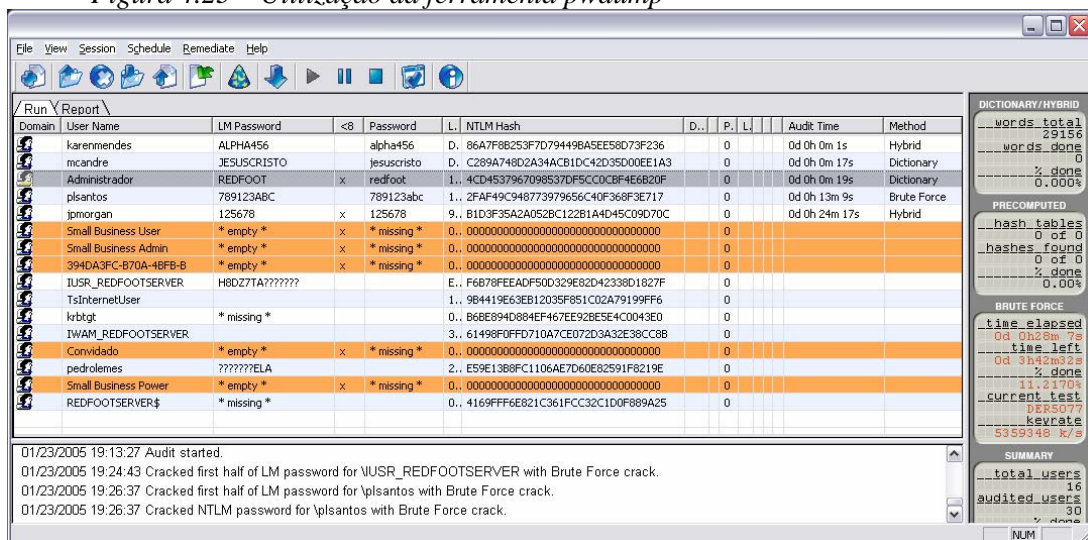 Figura 4.23 – Utilização da ferramenta pwdump
File View Session Schedule Remediate Help
Run Report
Domain User Name LM Password <8 Password L. NTLM Hash D.. P. L. Audit Time Method
karenmendes ALPHA456 alpha456 D. 86A7F8B253F7D79449BA5EE58D73F236 0 0d 0h 0m 1s Hybrid
mcandre JESUSCRISTO jesuscristo D. C289A748D2A34ACB1DC42D35D00EE1A3 0 0d 0h 0m 17s Dictionary
Administrador REDFOOT x redfoot 1.. 4CD4537967098537DF5CC0CBF4E6B20F 0 0d 0h 0m 19s Dictionary
plsantos 789123ABC 789123abc 1.. 2FAF49C948773979656C40F368F3E717 0 0d 0h 13m 9s Brute Force
jpmorgan 125678 x 125678 9.. B1D3F35A2A052BC122B1A4D45C09D70C 0 0d 0h 24m 17s Hybrid
Small Business User * empty * x * missing * 0.. 00000000000000000000000000000000 0
Small Business Admin * empty * x * missing * 0.. 00000000000000000000000000000000 0
394DA3FC-B70A-4BFB-B * empty * x * missing * 0.. 00000000000000000000000000000000 0
IUSR_REDFOOTSERVER H8DZ7TA??????? E.. F6B78FEEADF50D329E82D42338D1827F 0
TsInternetUser 1.. 9B4419E63EB12035F851C02A79199FF6 0
krbtgt * missing * 0.. B6BE894D884EF467EE92BE5E4C0043E0 0
IWAM_REDFOOTSERVER 3.. 61498F0FFD710A7CE072D3A32E38CC8B 0
Convidado * empty * x * missing * 0.. 00000000000000000000000000000000 0
pedrolemes ???????ELA 2.. E59E13B8FC1106AE7D60E82591F8219E 0
Small Business Power * empty * x * missing * 0.. 00000000000000000000000000000000 0
REDFOOTSERVER$ * missing * 0.. 4169FFF6E821C361FCC32C1D0F889A25 0
01/23/2005 19:13:27 Audit started.
01/23/2005 19:24:43 Cracked first half of LM password for \IUSR_REDFOOTSERVER with Brute Force crack.
01/23/2005 19:26:37 Cracked first half of LM password for \plsantos with Brute Force crack.
01/23/2005 19:26:37 Cracked NTLM password for \plsantos with Brute Force crack.
DICTIONARY/HYBRID
words total
29156
words done
0
% done
0.000%
PRECOMPUTED
hash tables
0 of 0
hashes found
0 of 0
% done
0.00%
BRUTE FORCE
time elapsed
0d 0h28m 7s
time left
0d 3h42m32s
% done
11.2170%
current test
DER5077
keyrate
5359348 k/s
SUMMARY
total users
16
audited users
30
% done
NUM